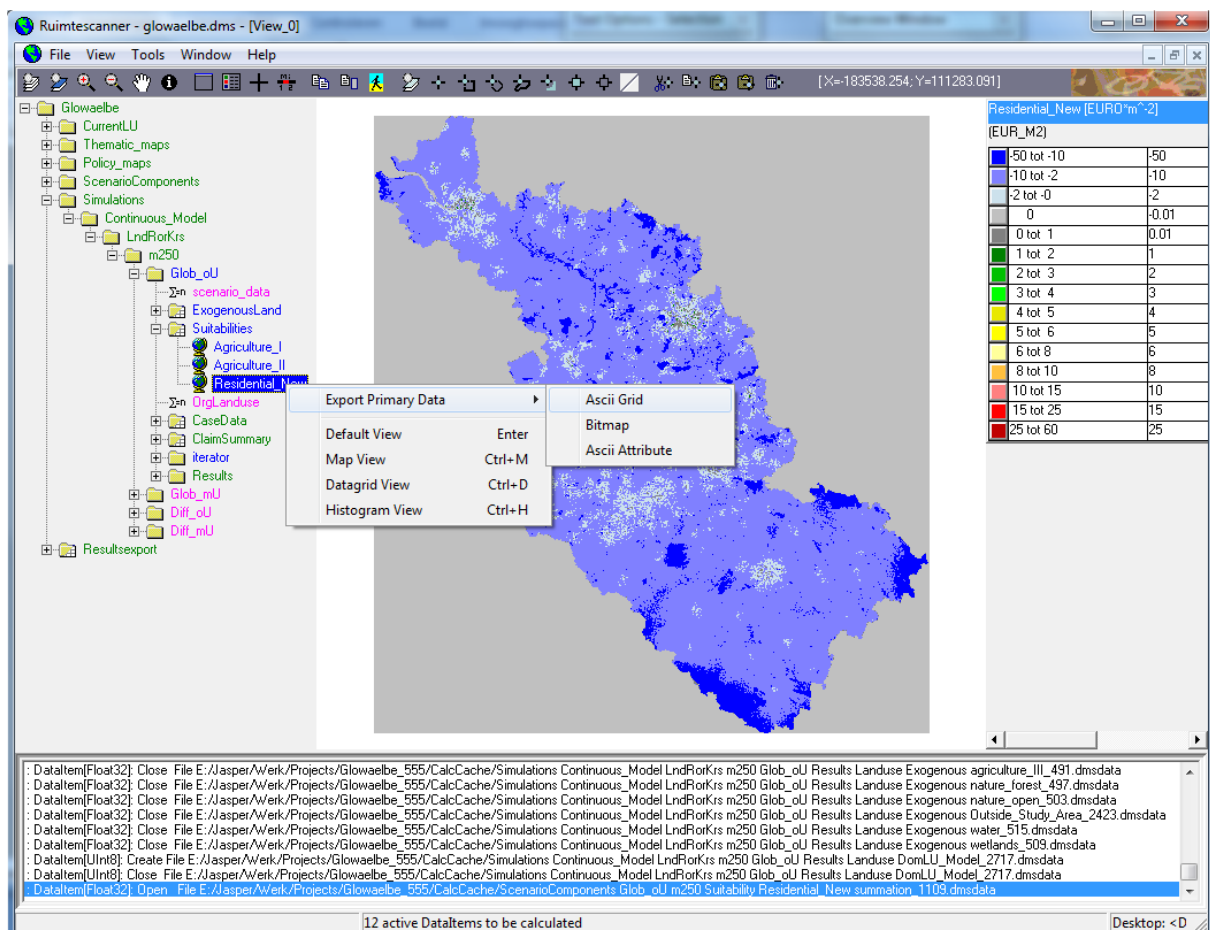 Ruimtescanner - glowaelbe.dms - [View_0]
File View Tools Window Help
[X=-183538.254; Y=111283.091]
Glowaelbe
CurrentLU
Thematic_maps
Policy_maps
ScenarioComponents
Simulations
Continuous_Model
LndRorKrs
m250
Glob_oU
Σ=n scenario_data
ExogenousLand
Suitabilities
Agriculture_I
Agriculture_II
Residential_New
Σ=n OrgLanduse
CaseData
ClaimSummary
iterator
Results
Glob_mU
Diff_oU
Diff_mU
Resultsexport
Export Primary Data
Default View Enter
Map View Ctrl+M
Datagrid View Ctrl+D
Histogram View Ctrl+H
Ascii Grid
Bitmap
Ascii Attribute
Residential_New [EURO*m^-2]
(EUR_M2)
-50 tot -10 -50
-10 tot -2 -10
-2 tot -0 -2
0 -0.01
0 tot 1 0.01
1 tot 2 1
2 tot 3 2
3 tot 4 3
4 tot 5 4
5 tot 6 5
6 tot 8 6
8 tot 10 8
10 tot 15 10
15 tot 25 15
25 tot 60 25
: DataItem[Float32]: Close File E:/Jasper/Werk/Projects/Glowaelbe_555/CalcCache/Simulations Continuous_Model LndRorKrs m250 Glob_oU Results Landuse Exogenous agriculture_III_491.dmsdata
: DataItem[Float32]: Close File E:/Jasper/Werk/Projects/Glowaelbe_555/CalcCache/Simulations Continuous_Model LndRorKrs m250 Glob_oU Results Landuse Exogenous nature_forest_497.dmsdata
: DataItem[Float32]: Close File E:/Jasper/Werk/Projects/Glowaelbe_555/CalcCache/Simulations Continuous_Model LndRorKrs m250 Glob_oU Results Landuse Exogenous nature_open_503.dmsdata
: DataItem[Float32]: Close File E:/Jasper/Werk/Projects/Glowaelbe_555/CalcCache/Simulations Continuous_Model LndRorKrs m250 Glob_oU Results Landuse Exogenous Outside_Study_Area_2423.dmsdata
: DataItem[Float32]: Close File E:/Jasper/Werk/Projects/Glowaelbe_555/CalcCache/Simulations Continuous_Model LndRorKrs m250 Glob_oU Results Landuse Exogenous water_515.dmsdata
: DataItem[Float32]: Close File E:/Jasper/Werk/Projects/Glowaelbe_555/CalcCache/Simulations Continuous_Model LndRorKrs m250 Glob_oU Results Landuse Exogenous wetlands_509.dmsdata
: DataItem[UInt8]: Create File E:/Jasper/Werk/Projects/Glowaelbe_555/CalcCache/Simulations Continuous_Model LndRorKrs m250 Glob_oU Results Landuse DomLU_Model_2717.dmsdata
: DataItem[UInt8]: Close File E:/Jasper/Werk/Projects/Glowaelbe_555/CalcCache/Simulations Continuous_Model LndRorKrs m250 Glob_oU Results Landuse DomLU_Model_2717.dmsdata
: DataItem[Float32]: Open File E:/Jasper/Werk/Projects/Glowaelbe_555/CalcCache/ScenarioComponents Glob_oU m250 Suitability Residential_New summation_1109.dmsdata
12 active DataItems to be calculated
Desktop: <D